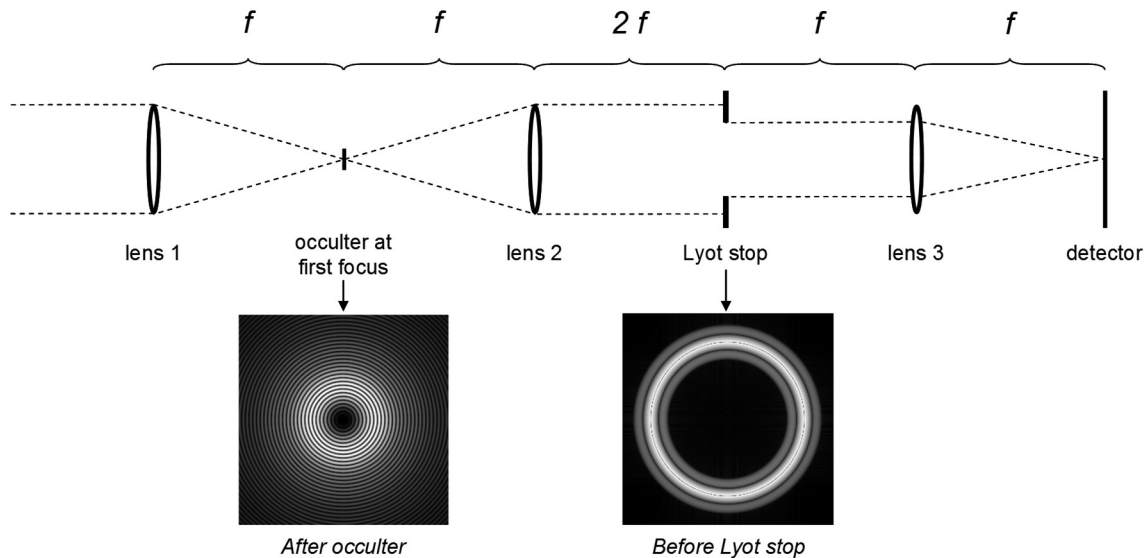 f f 2 f f f
lens 1
occulter at
first focus
lens 2
Lyot stop
lens 3
detector
After occulter
Before Lyot stop